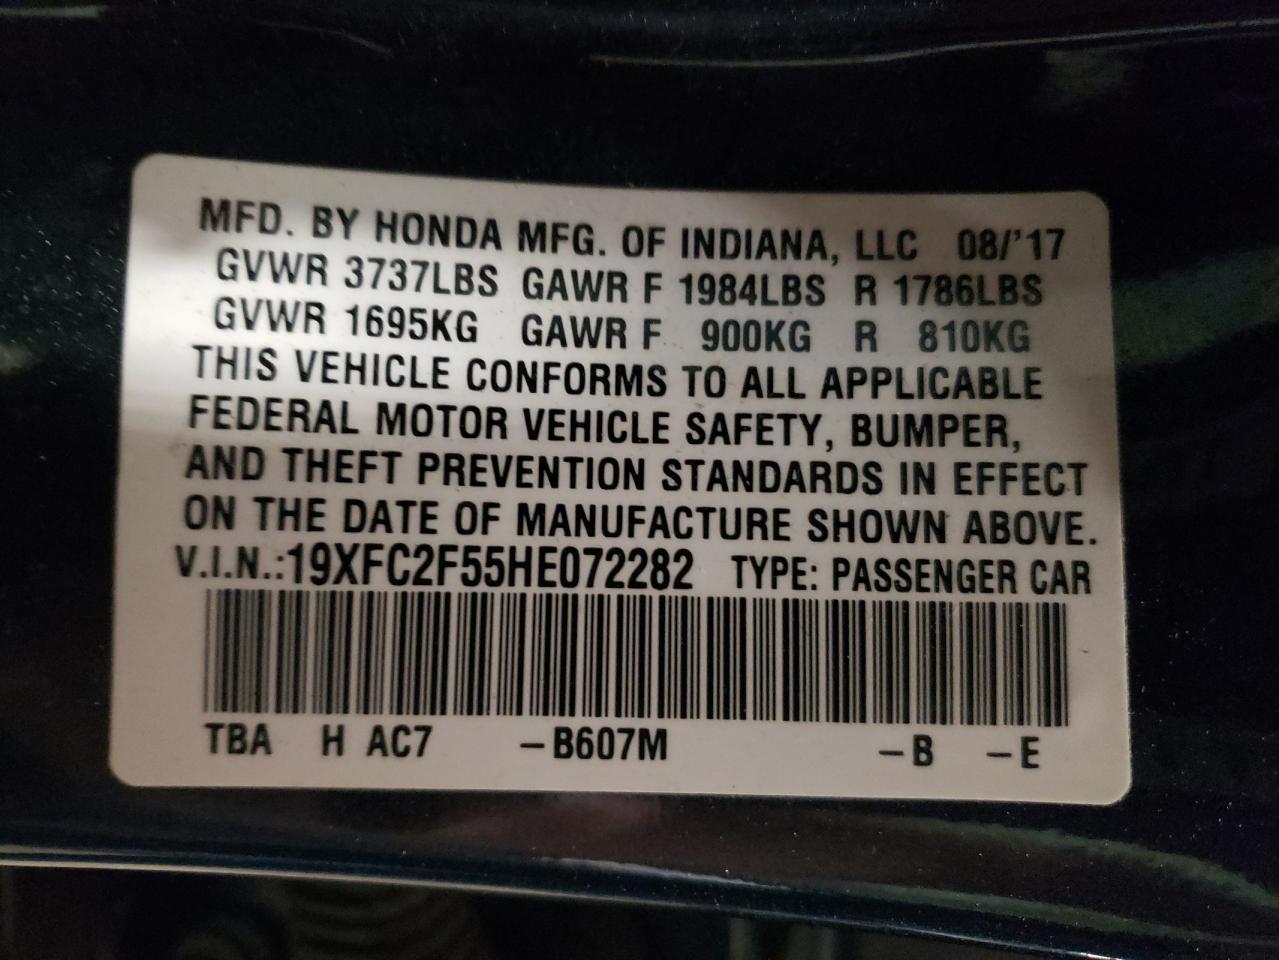 MFD. BY HONDA MFG. OF INDIANA, LLC 08/'17
GVWR 3737LBS GAWR F 1984LBS R 1786LBS
GVWR 1695KG GAWR F 900KG R 810KG
THIS VEHICLE CONFORMS TO ALL APPLICABLE
FEDERAL MOTOR VEHICLE SAFETY, BUMPER,
AND THEFT PREVENTION STANDARDS IN EFFECT
ON THE DATE OF MANUFACTURE SHOWN ABOVE.
V.I.N.:19XFC2F55HE072282 TYPE: PASSENGER CAR
TBA H AC7 –B607M –B –E